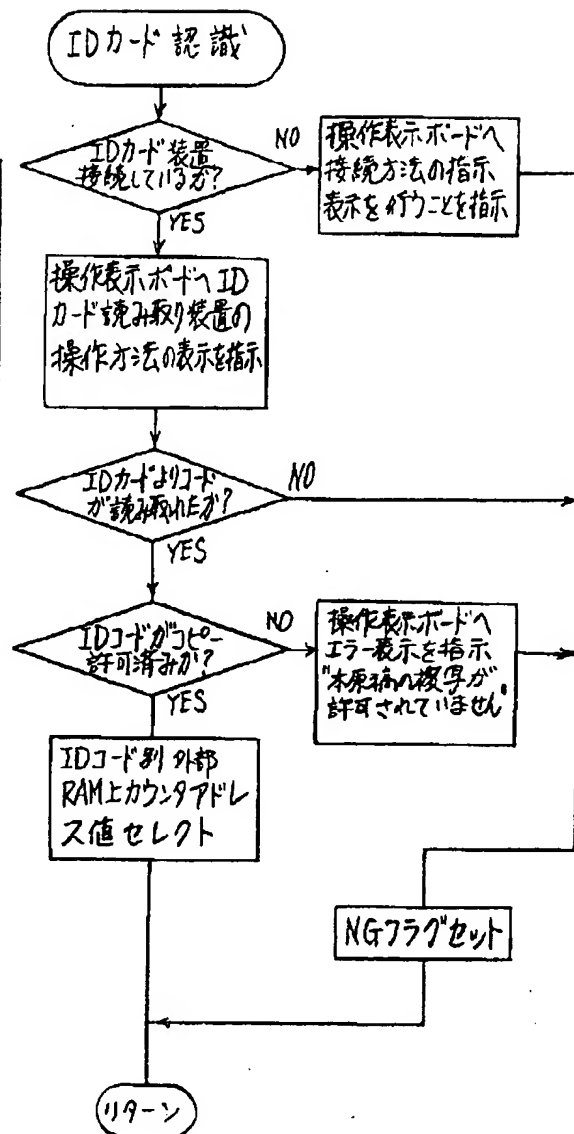 IDカード 認識
IDカード装置
接続しているか?
NO
操作表示ボードへ
接続方法の指示
表示を行うことを指示
YES
操作表示ボードへID
カード読み取り装置の
操作方法の表示を指示
IDカードよりコード
が読み取れたか?
NO
YES
IDコードがコピー
許可済みか?
NO
操作表示ボードへ
エラー表示を指示
"本原稿の複写が
許可されていません"
YES
IDコード別 外部
RAM上カウンタアドレ
ス値セレクト
NGフラグセット
リターン